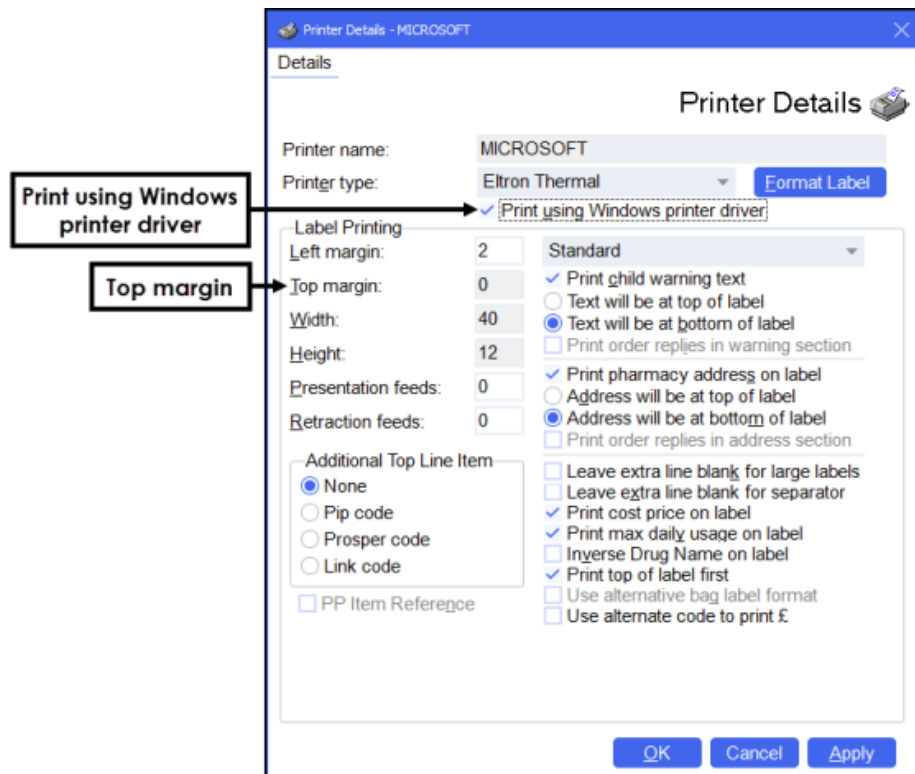 Printer Details - MICROSOFT
Details
Printer Details
Printer name: MICROSOFT
Printer type: Eltron Thermal Format Label
Print using Windows
printer driver
Print using Windows printer driver
Label Printing
Left margin: 2 Standard
Top margin
Top margin: 0
Width: 40
Height: 12
Presentation feeds: 0
Retraction feeds: 0
Print child warning text
Text will be at top of label
Text will be at bottom of label
Print order replies in warning section
Print pharmacy address on label
Address will be at top of label
Address will be at bottom of label
Print order replies in address section
Additional Top Line Item
None
Pip code
Prosper code
Link code
PP Item Reference
Leave extra line blank for large labels
Leave extra line blank for separator
Print cost price on label
Print max daily usage on label
Inverse Drug Name on label
Print top of label first
Use alternative bag label format
Use alternate code to print £
OK Cancel Apply